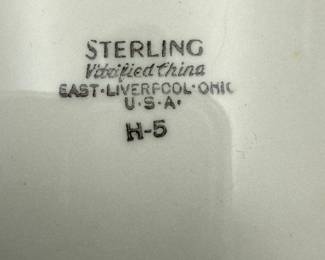 STERLING
Vitrified China
EAST·LIVERPOOL·OHIO
U·S·A·
H-5